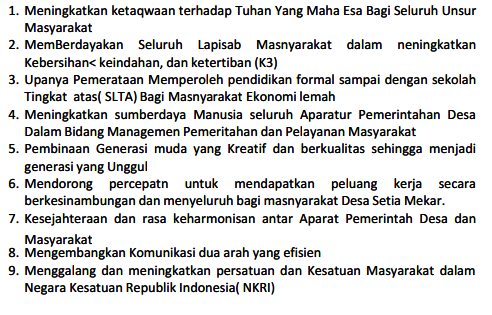 1. Meningkatkan ketaqwaan terhadap Tuhan Yang Maha Esa Bagi Seluruh Unsur
Masyarakat
2. MemBerdayakan Seluruh Lapisab Masnyarakat dalam neningkatkan
Kebersihan< keindahan, dan ketertiban (K3)
3. Upanya Pemerataan Memperoleh pendidikan formal sampai dengan sekolah
Tingkat atas( SLTA) Bagi Masnyarakat Ekonomi lemah
4. Meningkatkan sumberdaya Manusia seluruh Aparatur Pemerintahan Desa
Dalam Bidang Managemen Pemeritahan dan Pelayanan Masyarakat
5. Pembinaan Generasi muda yang Kreatif dan berkualitas sehingga menjadi
generasi yang Unggul
6. Mendorong percepatn untuk mendapatkan peluang kerja secara
berkesinambungan dan menyeluruh bagi masnyarakat Desa Setia Mekar.
7. Kesejahteraan dan rasa keharmonisan antar Aparat Pemerintah Desa dan
Masyarakat
8. Mengembangkan Komunikasi dua arah yang efisien
9. Menggalang dan meningkatkan persatuan dan Kesatuan Masyarakat dalam
Negara Kesatuan Republik Indonesia( NKRI)